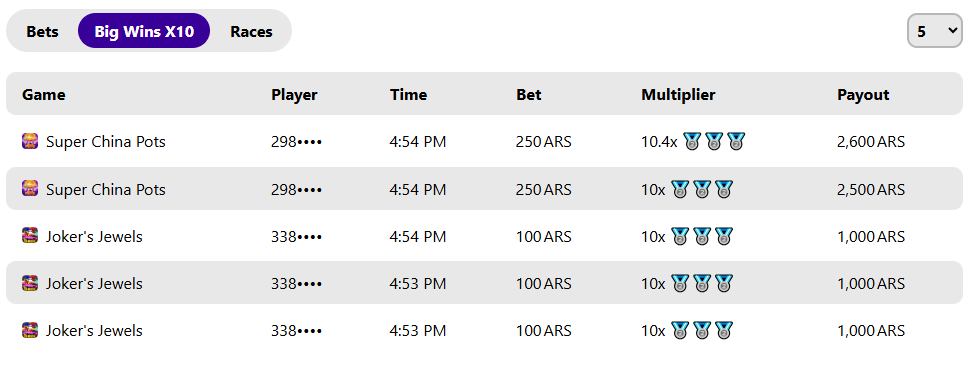 Bets Big Wins X10 Races 5
Game Player Time Bet Multiplier Payout
Super China Pots 298•••• 4:54 PM 250 ARS 10.4x 2,600 ARS
Super China Pots 298•••• 4:54 PM 250 ARS 10x 2,500 ARS
Joker's Jewels 338•••• 4:54 PM 100 ARS 10x 1,000 ARS
Joker's Jewels 338•••• 4:53 PM 100 ARS 10x 1,000 ARS
Joker's Jewels 338•••• 4:53 PM 100 ARS 10x 1,000 ARS